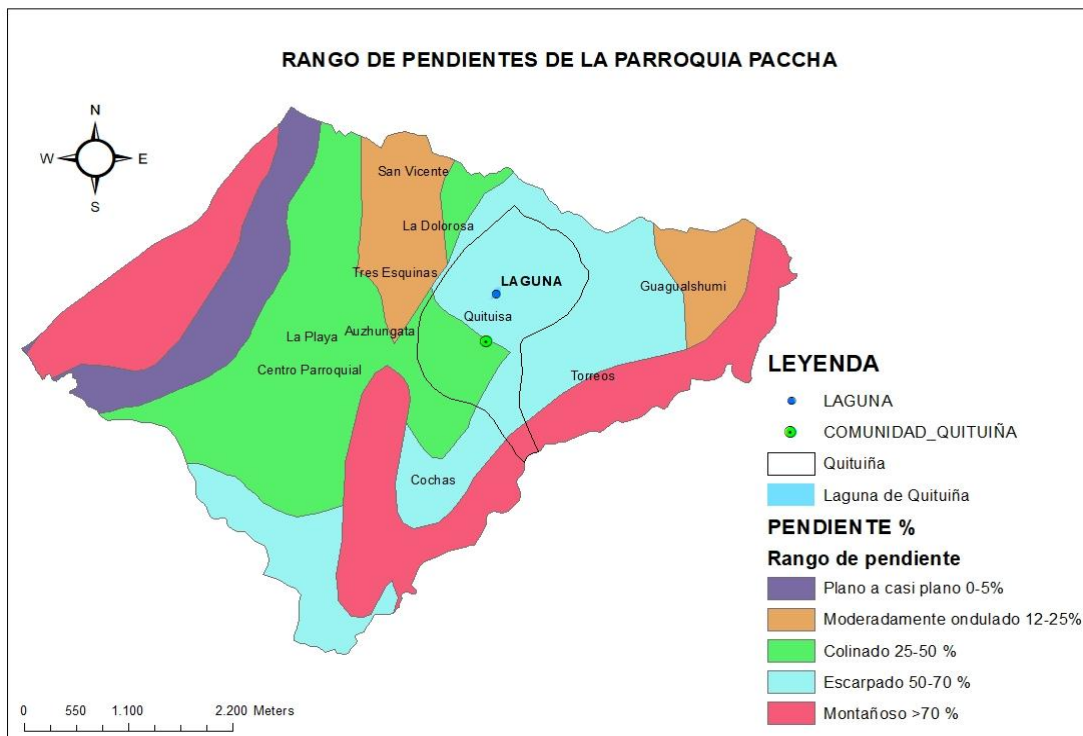 RANGO DE PENDIENTES DE LA PARROQUIA PACCHA
N
W
E
S
San Vicente
La Dolorosa
Tres Esquinas
LAGUNA
Guagualshumi
Quituisa
Auzhungata
La Playa
Centro Parroquial
Torreos
Cochas
LEYENDA
LAGUNA
COMUNIDAD_QUITUIÑA
Quituiña
Laguna de Quituiña
PENDIENTE %
Rango de pendiente
Plano a casi plano 0-5%
Moderadamente ondulado 12-25%
Colinado 25-50 %
Escarpado 50-70 %
Montañoso >70 %
0 550 1.100 2.200 Meters